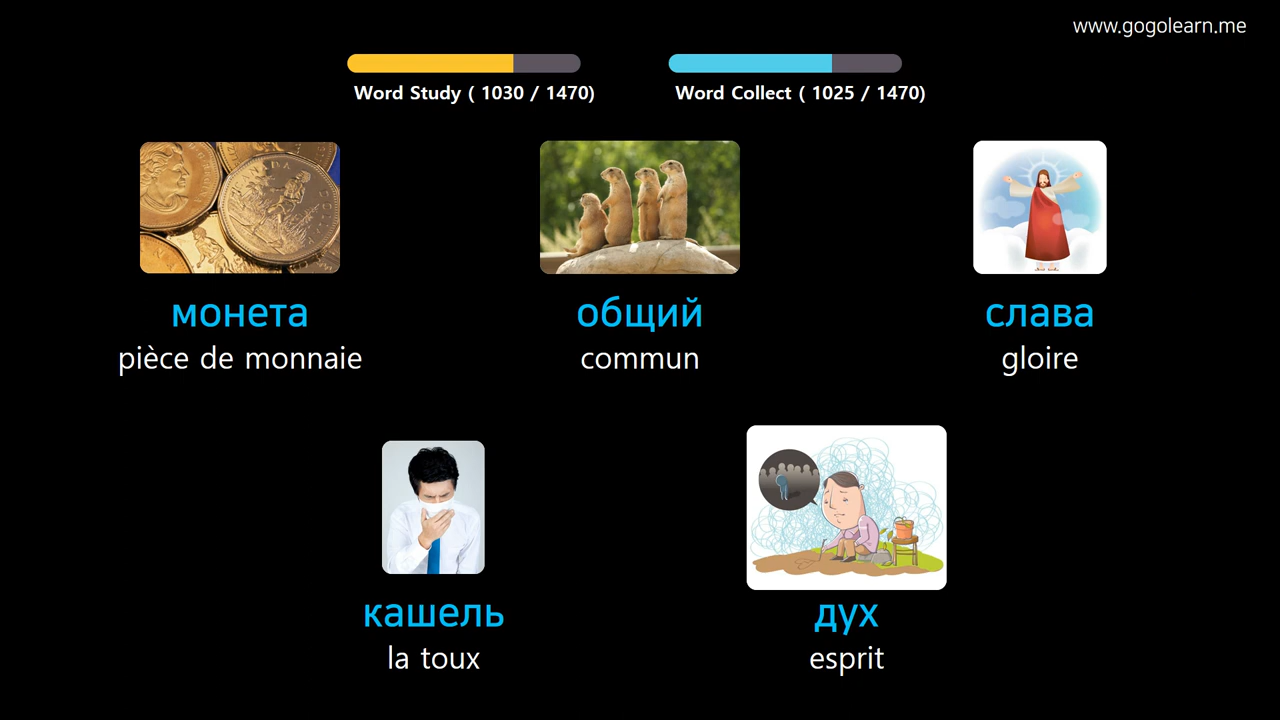 www.gogolearn.me
Word Study ( 1030 / 1470)
Word Collect ( 1025 / 1470)
монета
pièce de monnaie
общий
commun
слава
gloire
кашель
la toux
дух
esprit